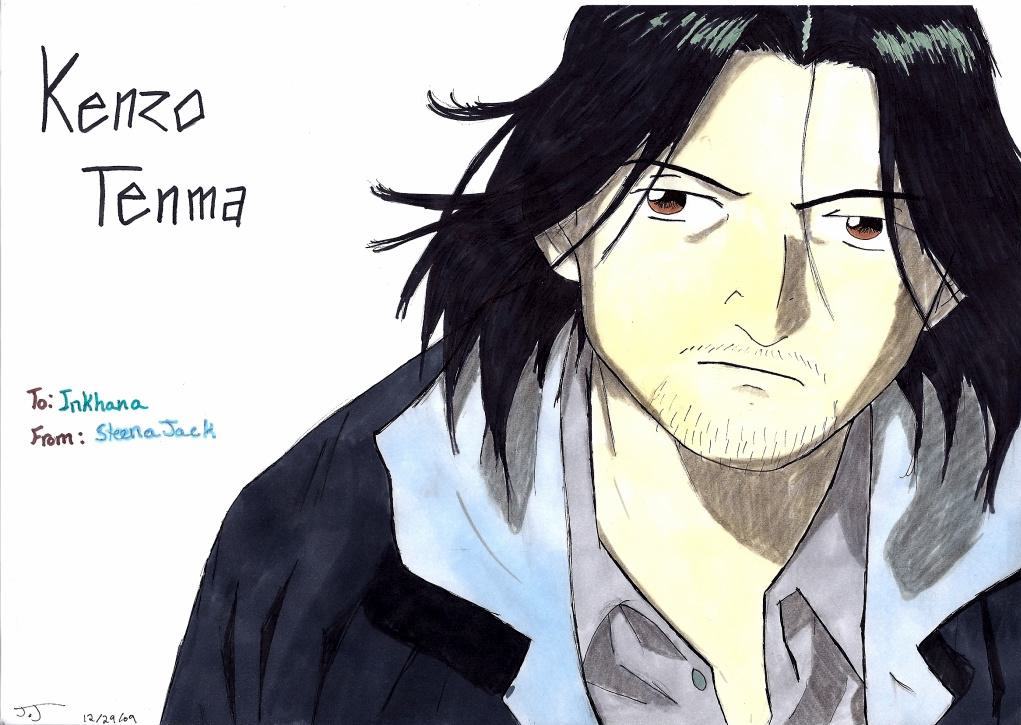 Kenzo
Tenma
To: Inkhana
From: SteenaJack
J.J 12/29/09